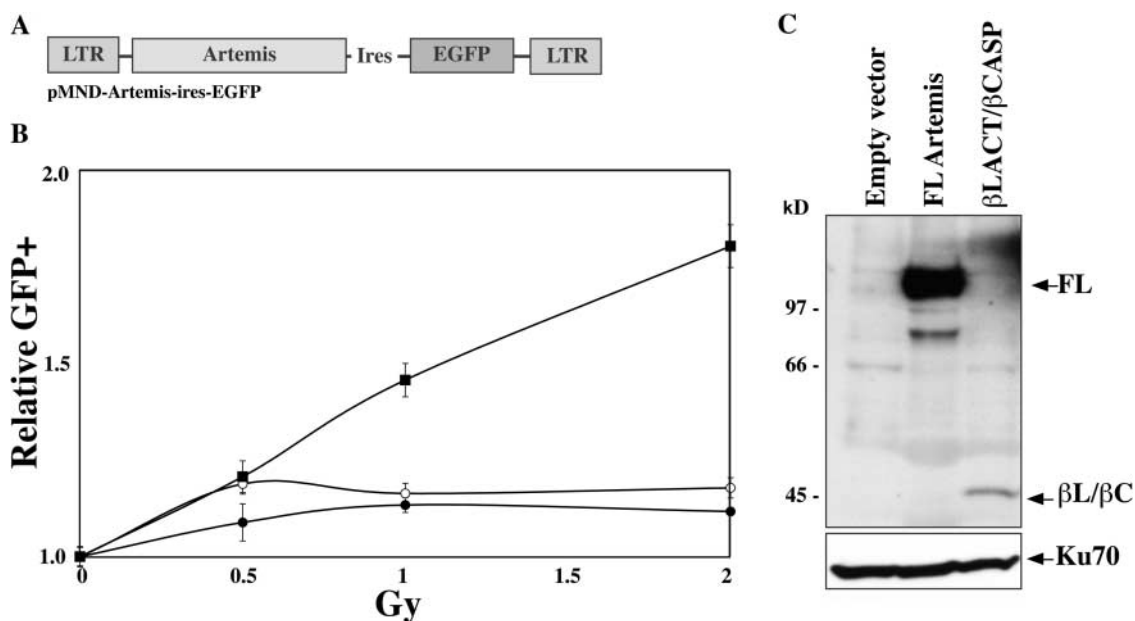 A
LTR Artemis Ires EGFP LTR
pMND-Artemis-ires-EGFP
B
2.0
1.5
1.0
Relative GFP+
0 0.5 1 1.5 2
Gy
C
Empty vector
FL Artemis
βLACT/βCASP
kD
FL
97 -
66 -
45 -
βL/βC
Ku70